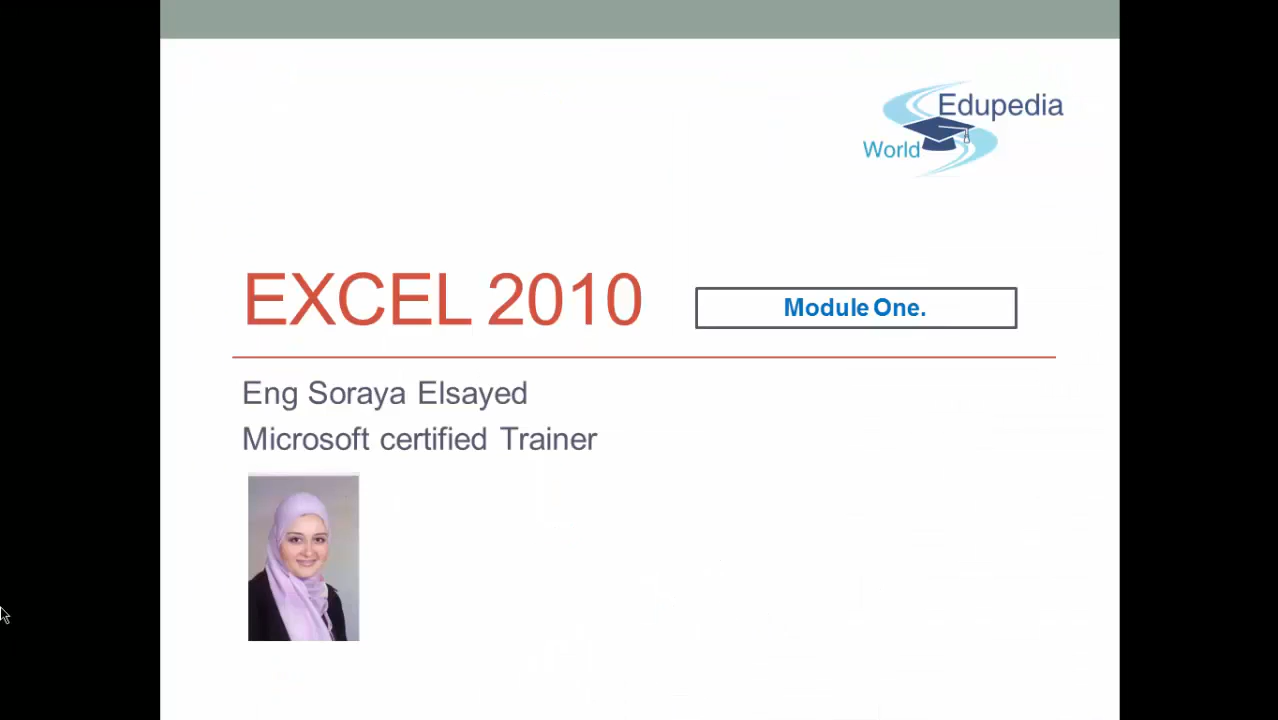 Edupedia
World
EXCEL 2010
Module One.
Eng Soraya Elsayed
Microsoft certified Trainer